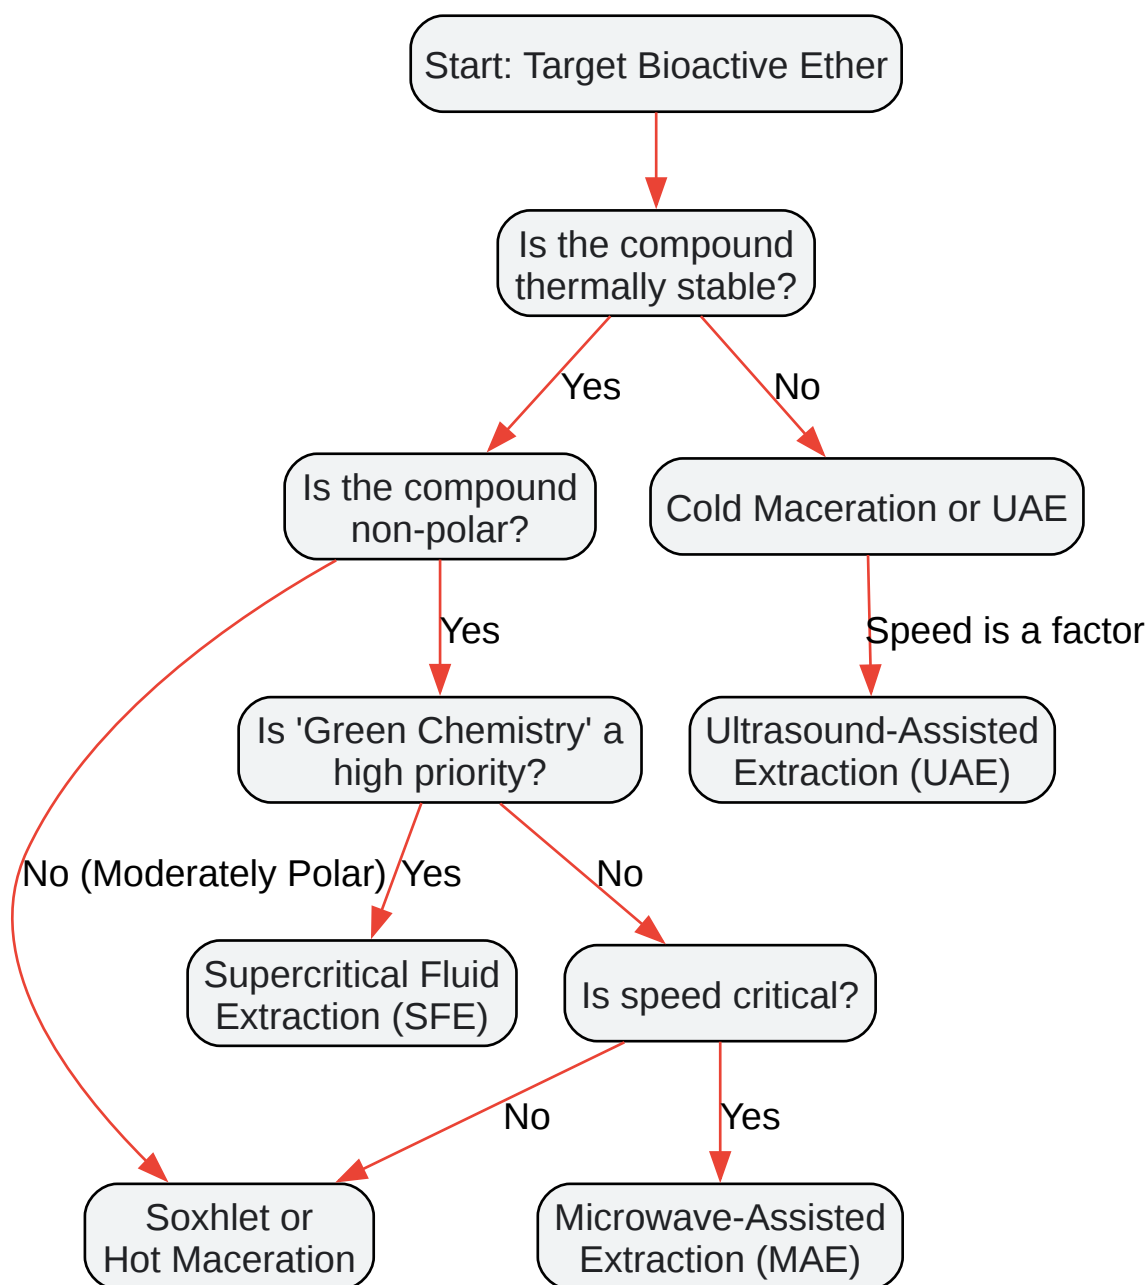 Start: Target Bioactive Ether
Is the compound
thermally stable?
Yes
No
Is the compound
non-polar?
Cold Maceration or UAE
Yes
Speed is a factor
Is 'Green Chemistry' a
high priority?
Ultrasound-Assisted
Extraction (UAE)
No (Moderately Polar)
Yes
No
Supercritical Fluid
Extraction (SFE)
Is speed critical?
No
Yes
Soxhlet or
Hot Maceration
Microwave-Assisted
Extraction (MAE)